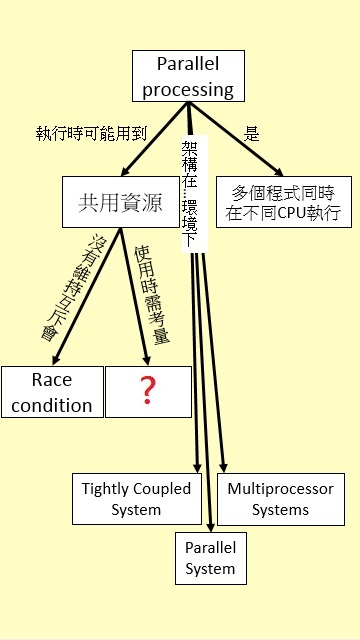 Parallel
processing
執行時可能用到
是
架構在...環境下
共用資源
多個程式同時
在不同CPU執行
沒有維持互斥會
使用時需考量
Race
condition
?
Tightly Coupled
System
Multiprocessor
Systems
Parallel
System